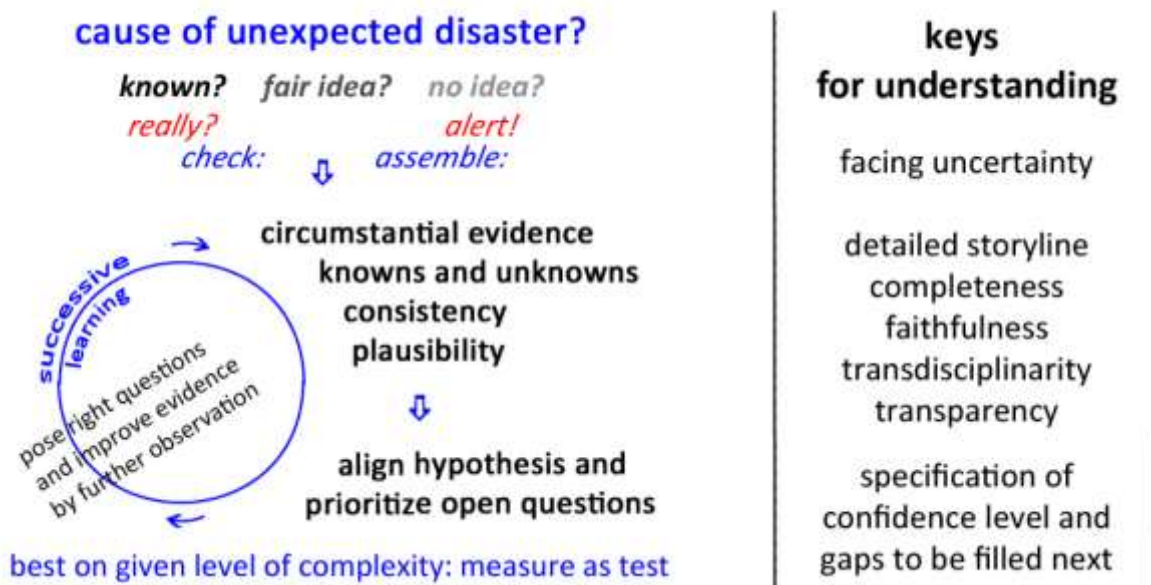 cause of unexpected disaster?
known? fair idea? no idea?
really? alert!
check: assemble:
circumstantial evidence
knowns and unknowns
consistency
plausibility
successive
learning
pose right questions
and improve evidence
by further observation
align hypothesis and
prioritize open questions
best on given level of complexity: measure as test
keys
for understanding
facing uncertainty
detailed storyline
completeness
faithfulness
transdisciplinarity
transparency
specification of
confidence level and
gaps to be filled next